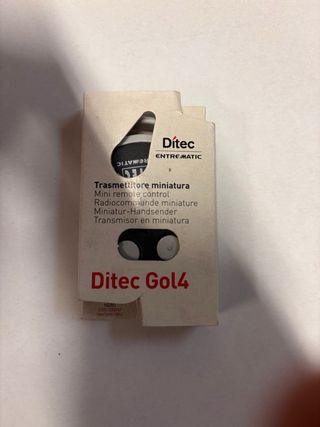 Ditec
ENTREMATIC
Trasmettitore miniatura
Mini remote control
Radiocommande miniature
Miniatur-Handsender
Transmisor en miniatura
Ditec Gol4